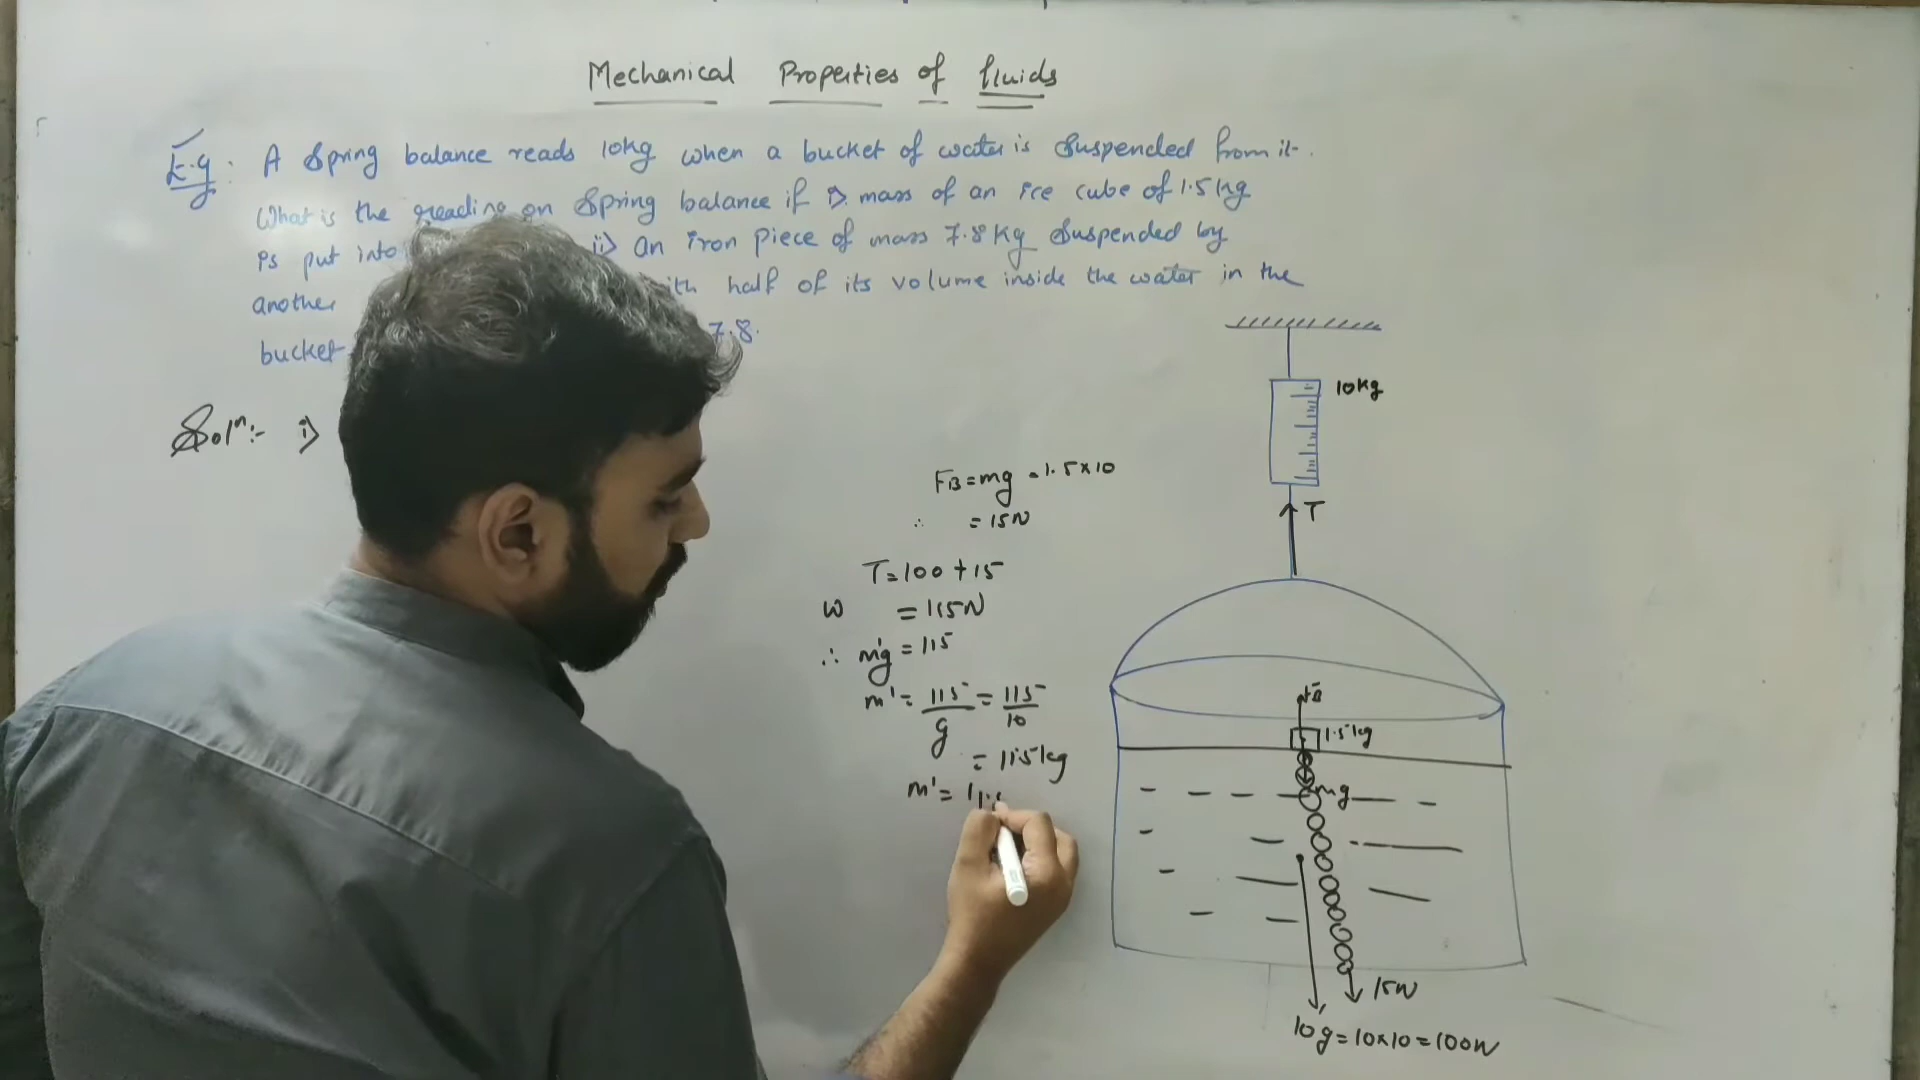 Mechanical Properties of fluids
E.g: A Spring balance reads 10kg when a bucket of water is Suspended from it.
What is the reading on Spring balance if i> mass of an ice cube of 1.5kg
is put into ii> an iron piece of mass 7.8 Kg Suspended by
another with half of its volume inside the water in the
bucket 7.8.
Solⁿ:- i>
10kg
FB = mg = 1.5×10
∴ = 15N
T
T = 100 + 15
W = 115N
∴ m'g = 115
m' = 115/g = 115/10
= 11.5kg
m' = 11.5
FB
1.5kg
mg
15N
10g = 10×10 = 100N